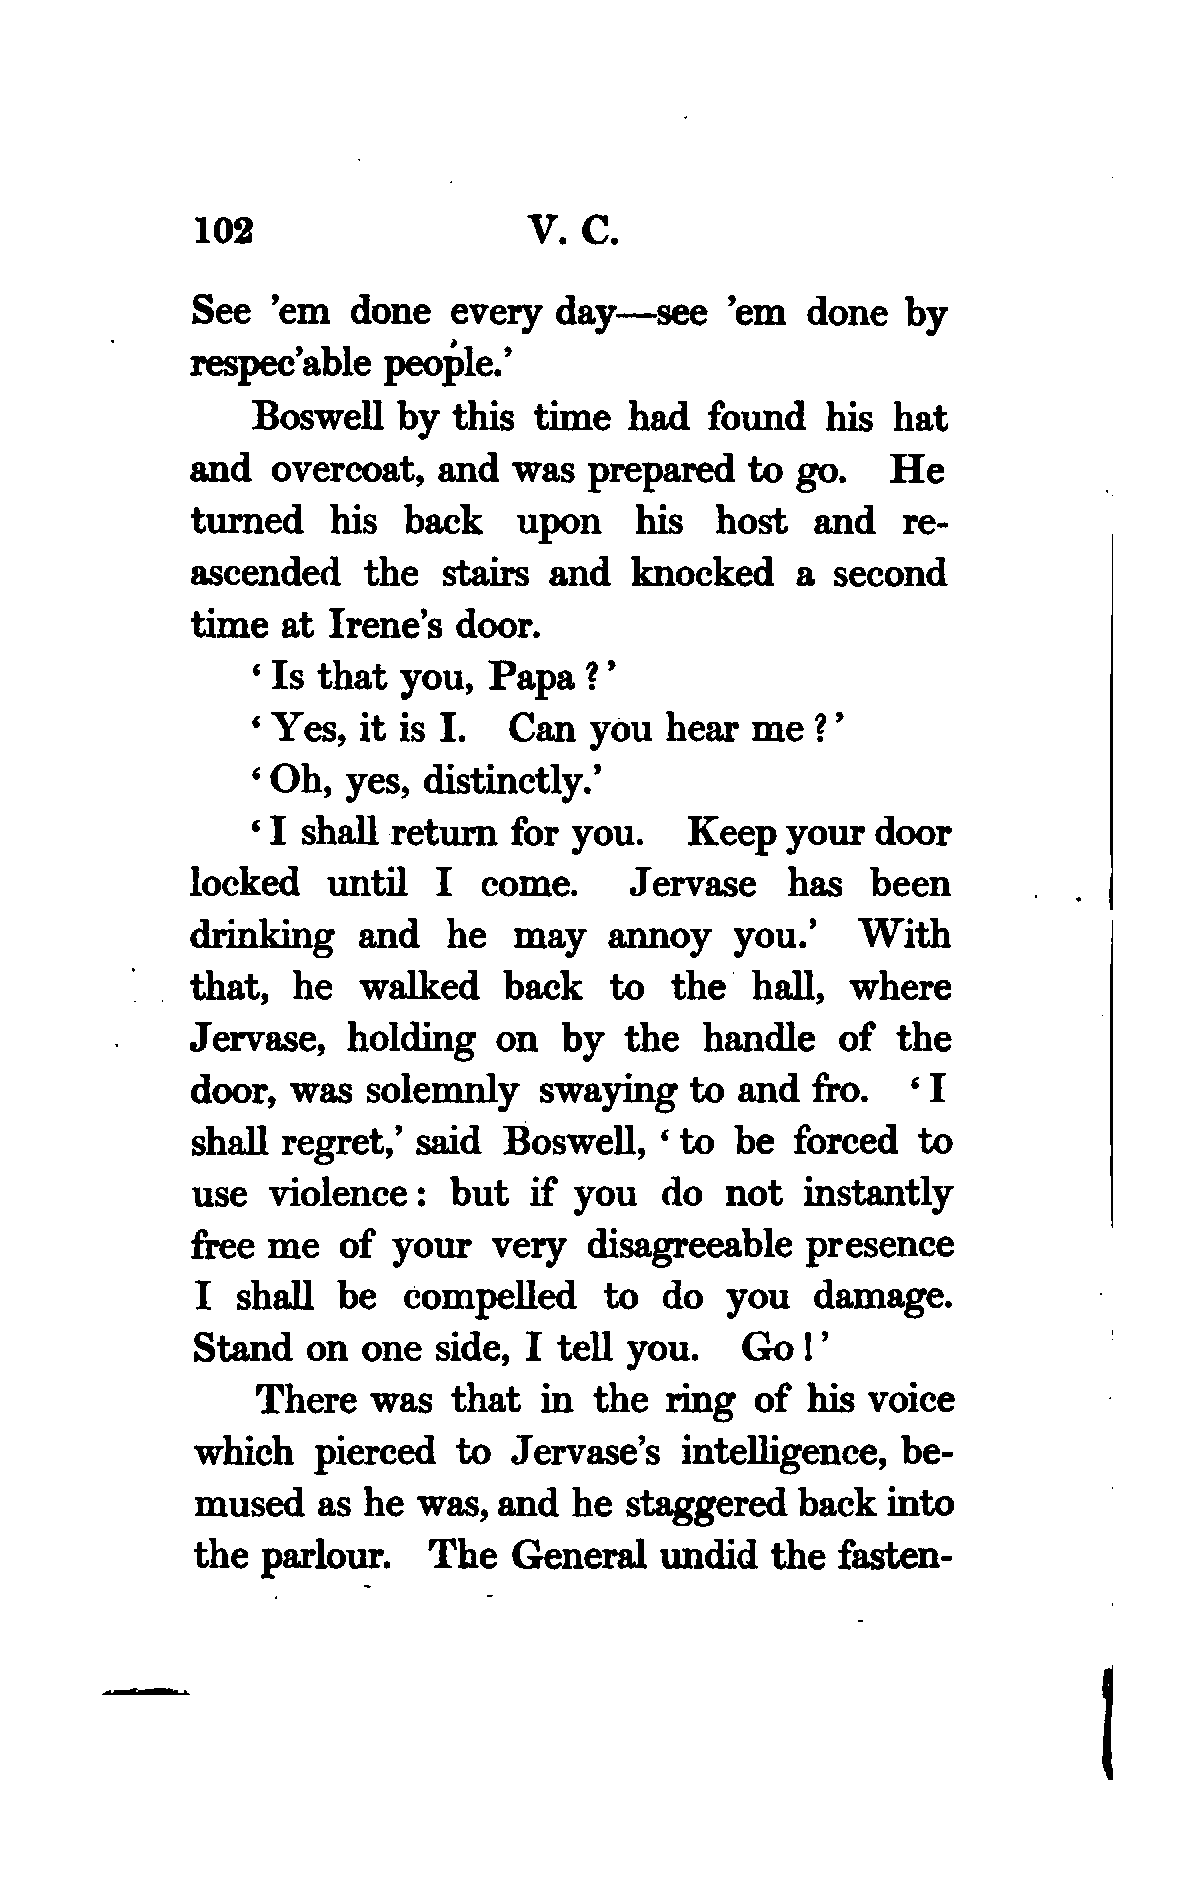 102 V. C.
See ’em done every day—see ’em done by
respec’able people.’
Boswell by this time had found his hat
and overcoat, and was prepared to go. He
turned his back upon his host and re-
ascended the stairs and knocked a second
time at Irene’s door.
‘ Is that you, Papa ? ’
‘ Yes, it is I. Can you hear me ? ’
‘ Oh, yes, distinctly.’
‘ I shall return for you. Keep your door
locked until I come. Jervase has been
drinking and he may annoy you.’ With
that, he walked back to the hall, where
Jervase, holding on by the handle of the
door, was solemnly swaying to and fro. ‘ I
shall regret,’ said Boswell, ‘ to be forced to
use violence : but if you do not instantly
free me of your very disagreeable presence
I shall be compelled to do you damage.
Stand on one side, I tell you. Go ! ’
There was that in the ring of his voice
which pierced to Jervase’s intelligence, be-
mused as he was, and he staggered back into
the parlour. The General undid the fasten-